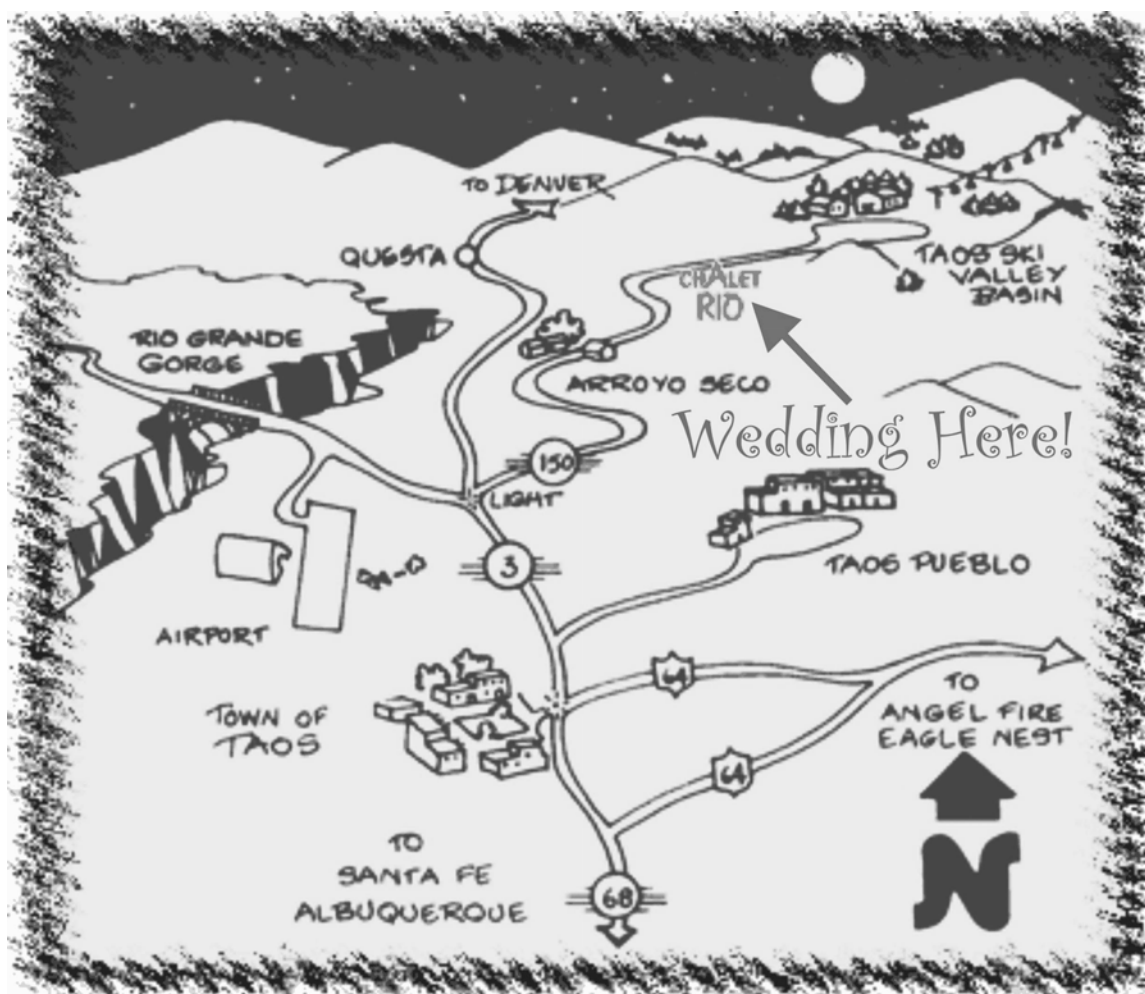 TO DENVER
QUESTA
TAOS SKI
VALLEY
BASIN
CHALET
RIO
RIO GRANDE
GORGE
ARROYO SECO
Wedding Here!
150
LIGHT
3
TAOS PUEBLO
AIRPORT
64
TO
ANGEL FIRE
EAGLE NEST
TOWN OF
TAOS
64
TO
SANTA FE
ALBUQUERQUE
68
N